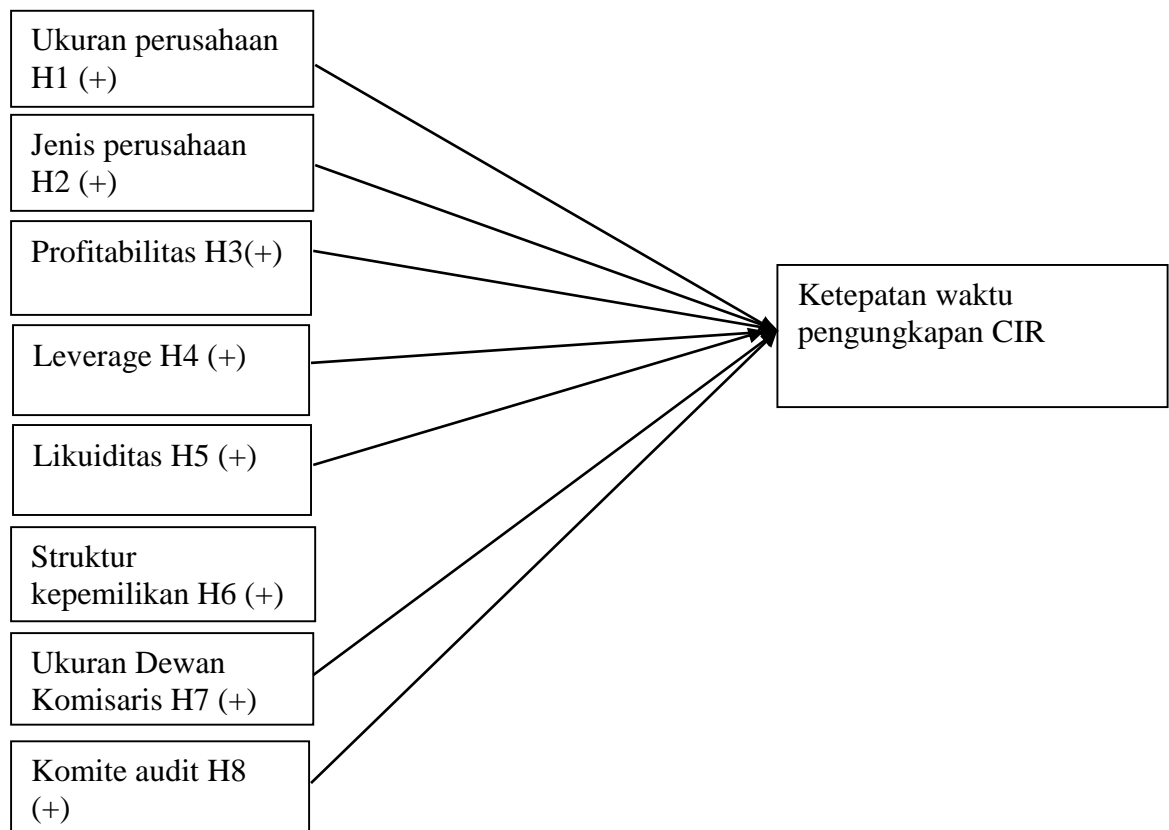 Ukuran perusahaan
H1 (+)
Jenis perusahaan
H2 (+)
Profitabilitas H3(+)
Leverage H4 (+)
Likuiditas H5 (+)
Struktur
kepemilikan H6 (+)
Ukuran Dewan
Komisaris H7 (+)
Komite audit H8
(+)
Ketepatan waktu
pengungkapan CIR